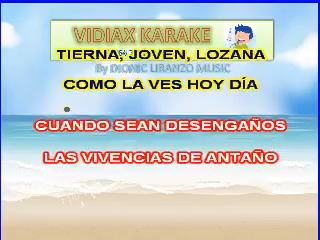 VIDIAX KARAKE
TIERNA, JOVEN, LOZANA
By DIONIC LIRANZO MUSIC
COMO LA VES HOY DÍA
CUANDO SEAN DESENGAÑOS
LAS VIVENCIAS DE ANTAÑO